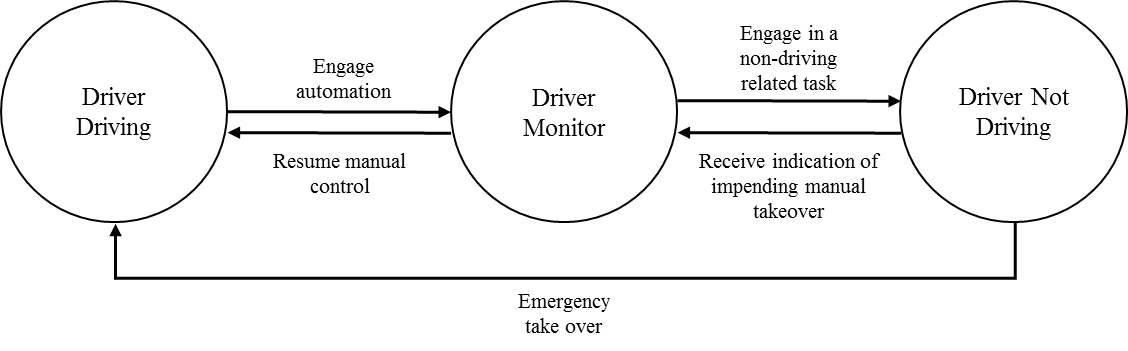 Driver
Driving
Engage
automation
Resume manual
control
Driver
Monitor
Engage in a
non-driving
related task
Receive indication of
impending manual
takeover
Driver Not
Driving
Emergency
take over